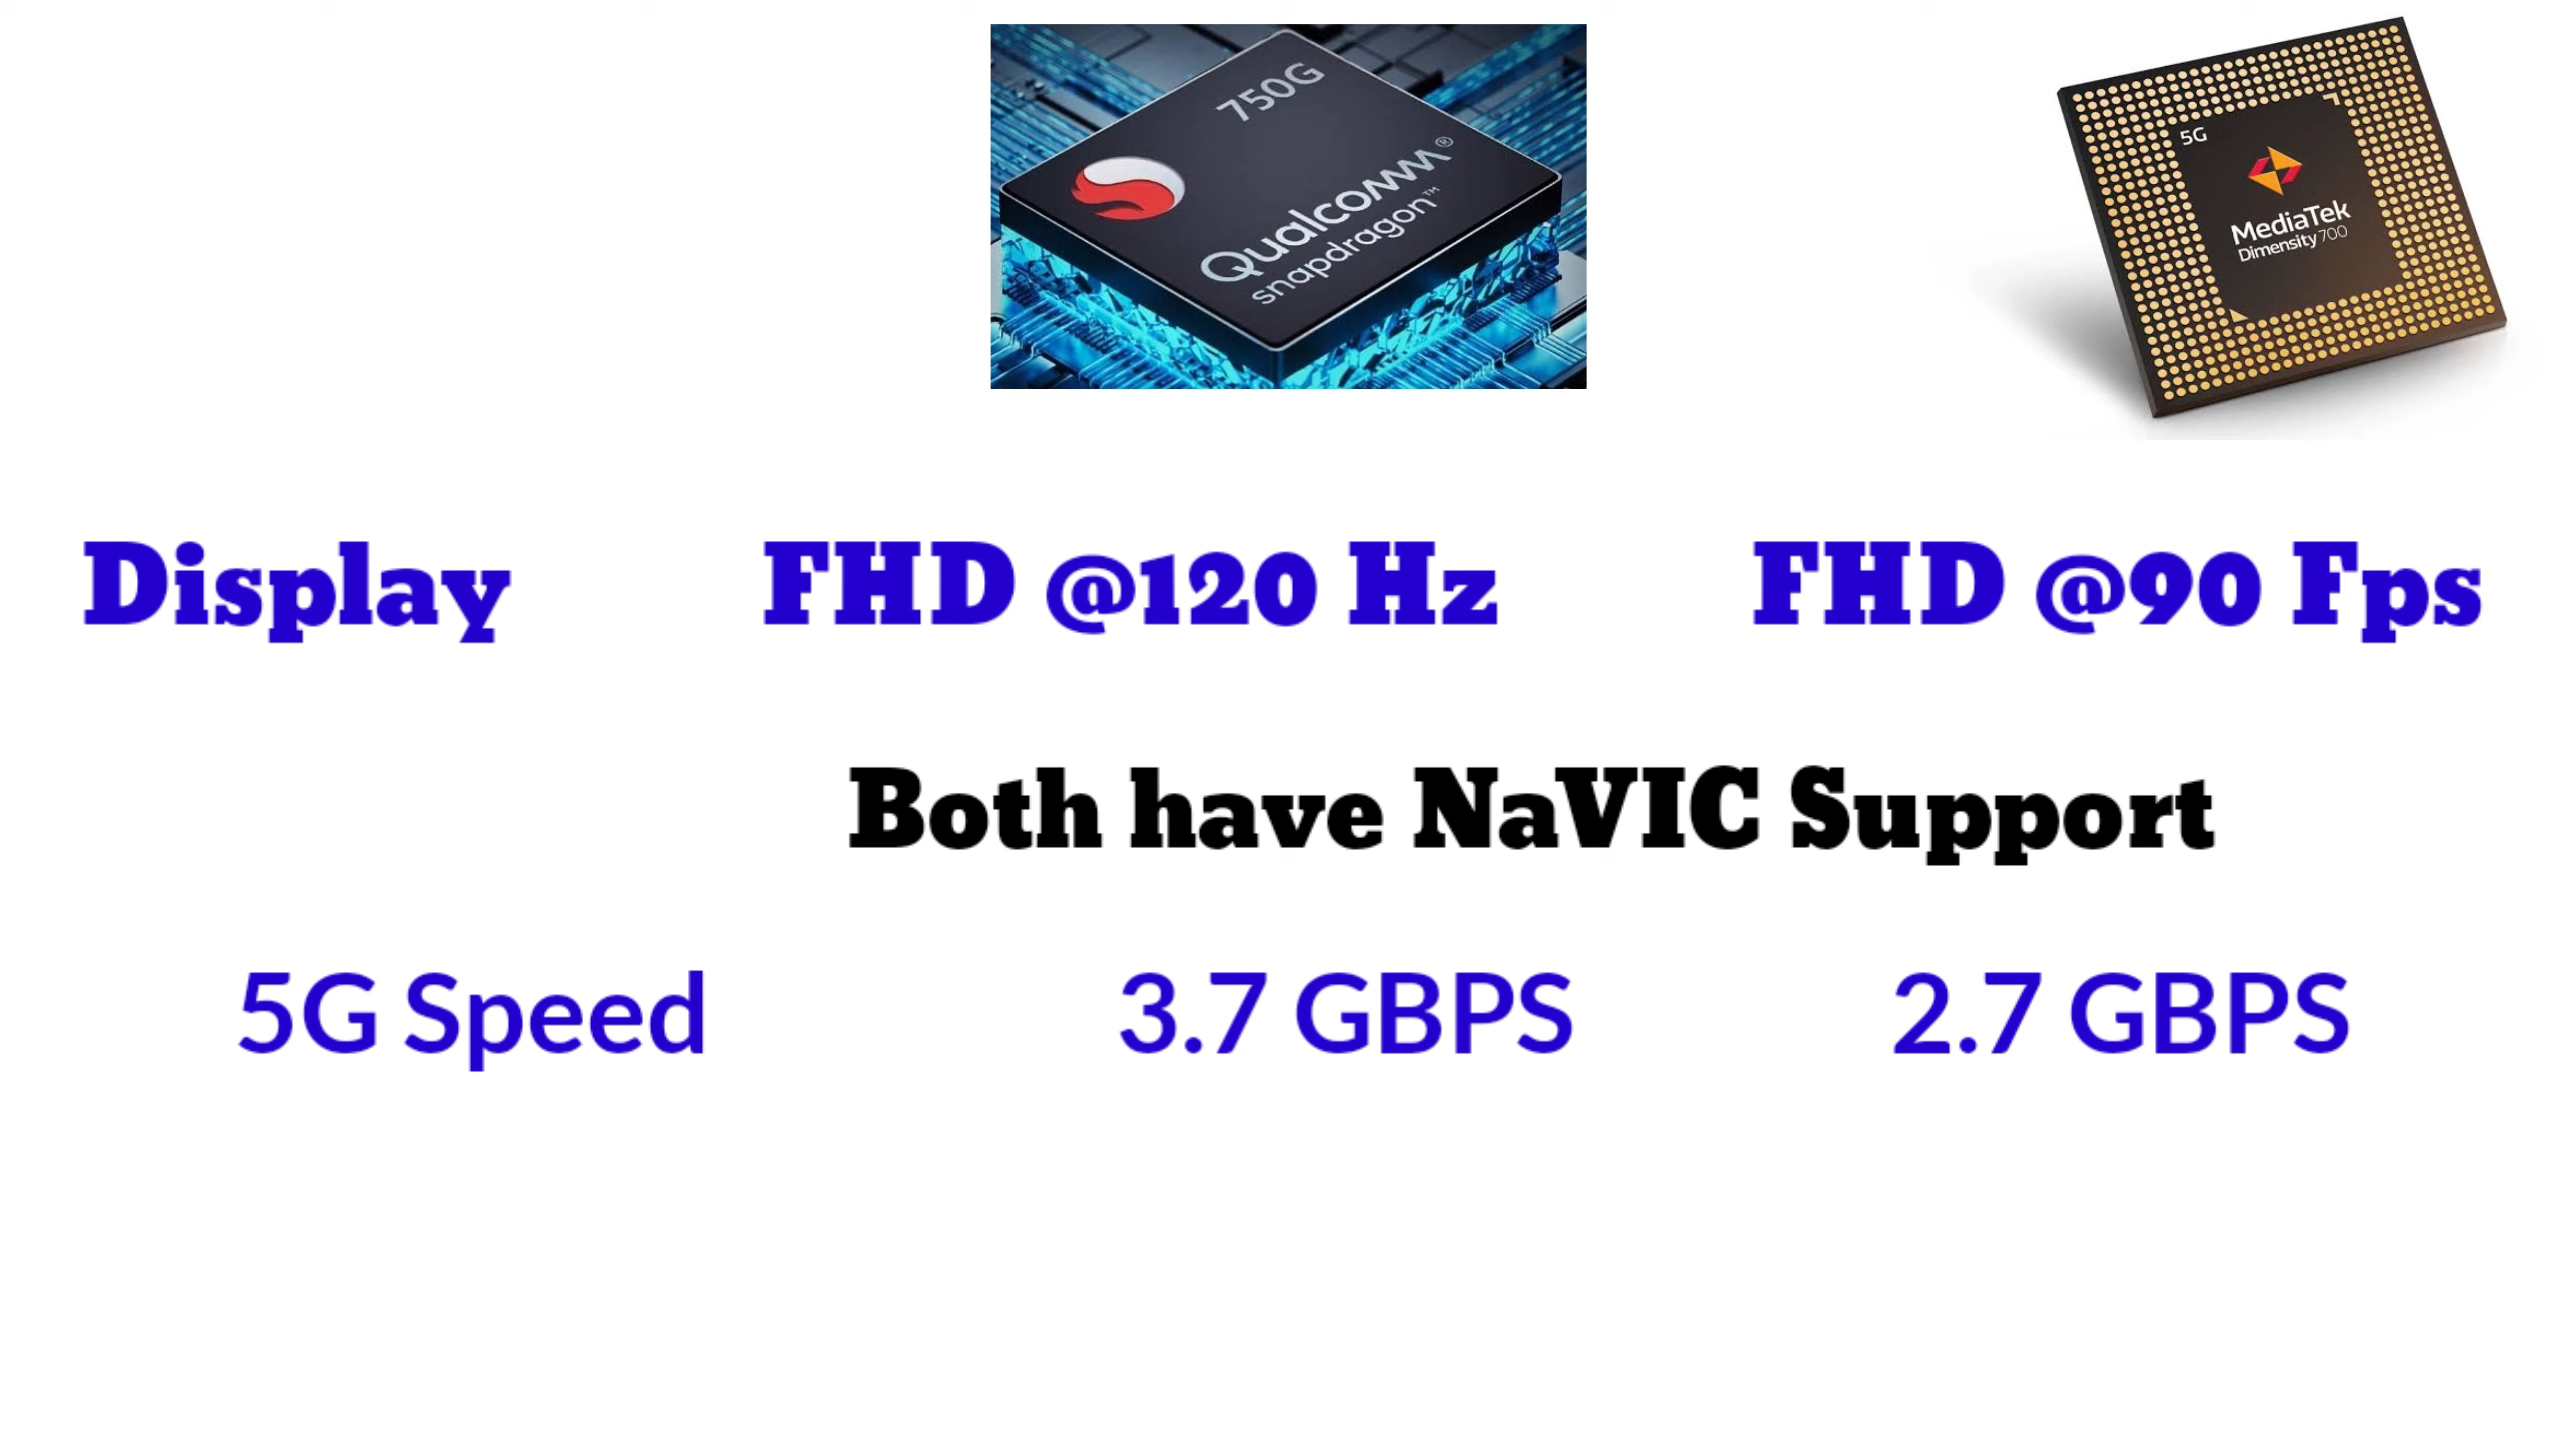 750G
Qualcomm®
snapdragon™
5G
MediaTek
Dimensity 700
Display FHD @120 Hz FHD @90 Fps
Both have NaVIC Support
5G Speed 3.7 GBPS 2.7 GBPS